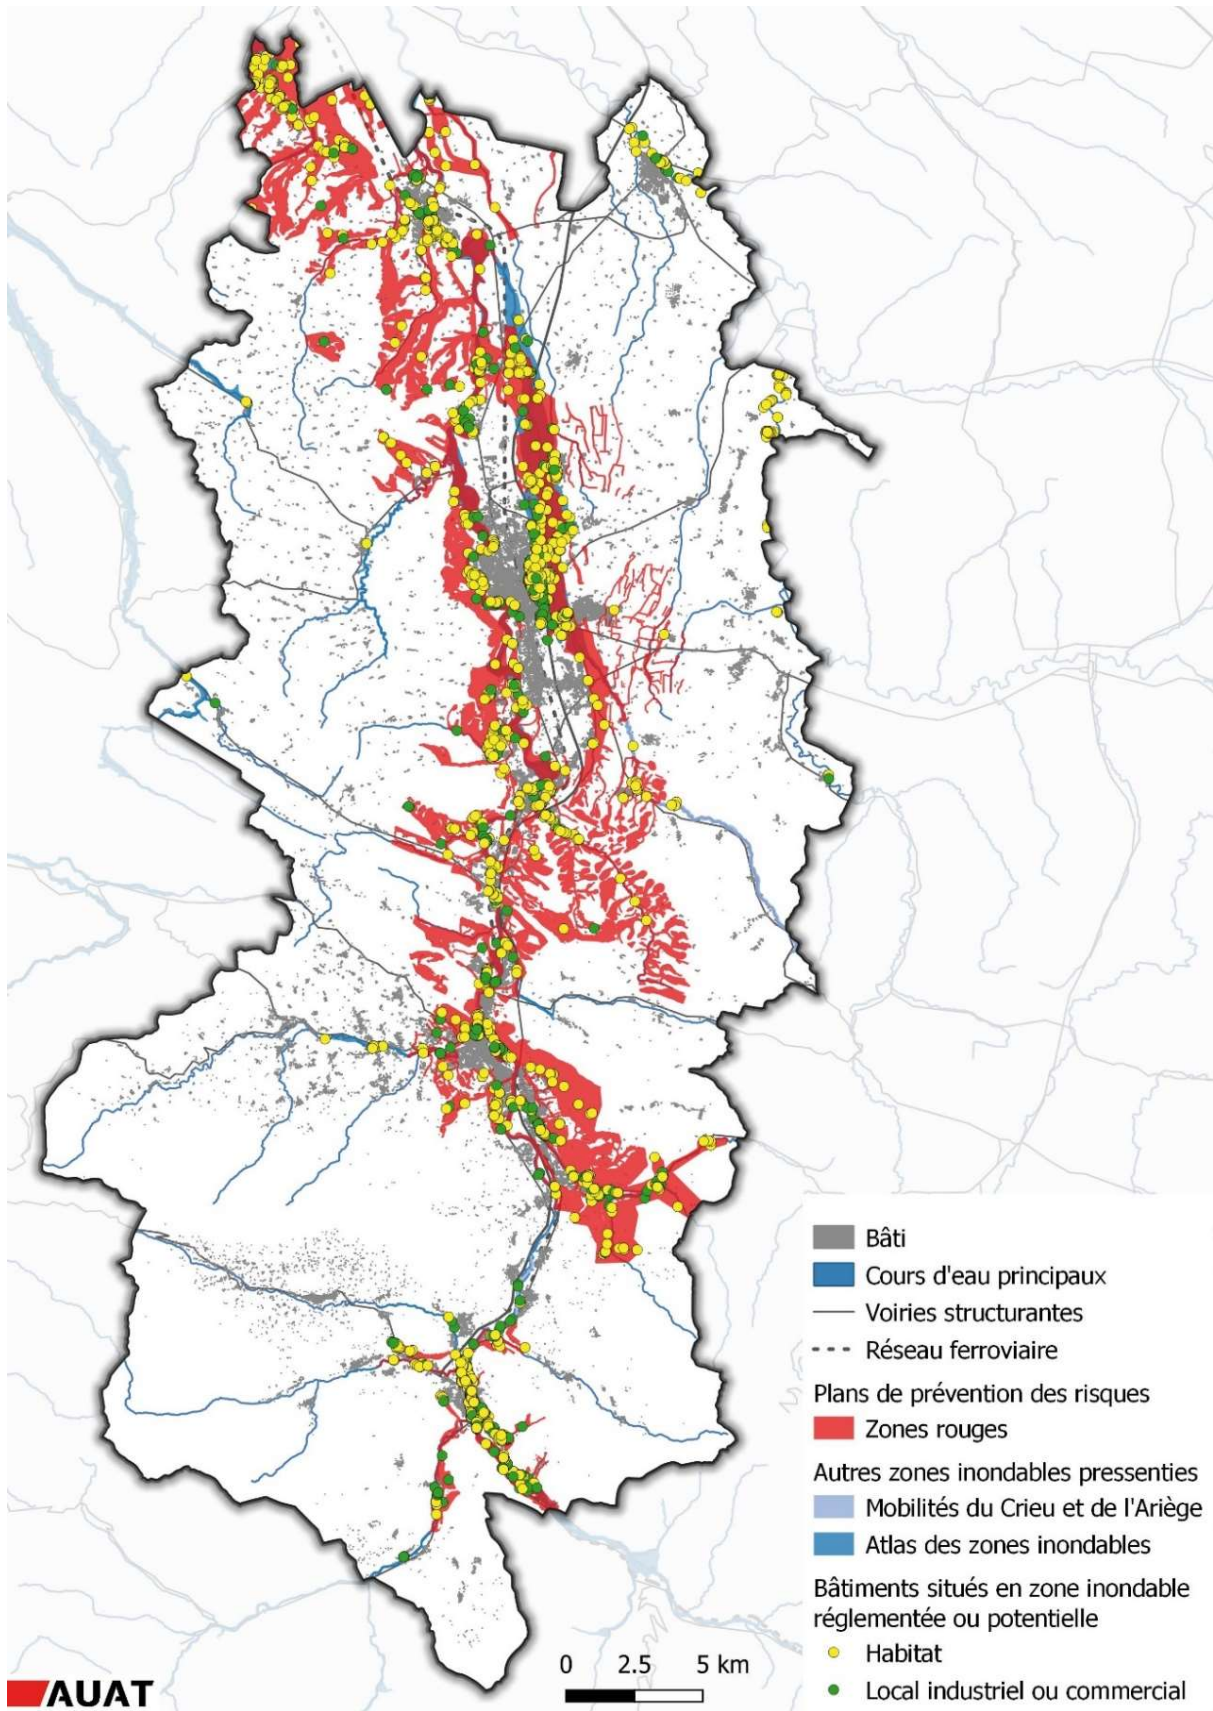 Bâti
Cours d'eau principaux
Voiries structurantes
Réseau ferroviaire
Plans de prévention des risques
Zones rouges
Autres zones inondables pressenties
Mobilités du Crieu et de l'Ariège
Atlas des zones inondables
Bâtiments situés en zone inondable
réglementée ou potentielle
Habitat
Local industriel ou commercial
0 2.5 5 km
AUAT